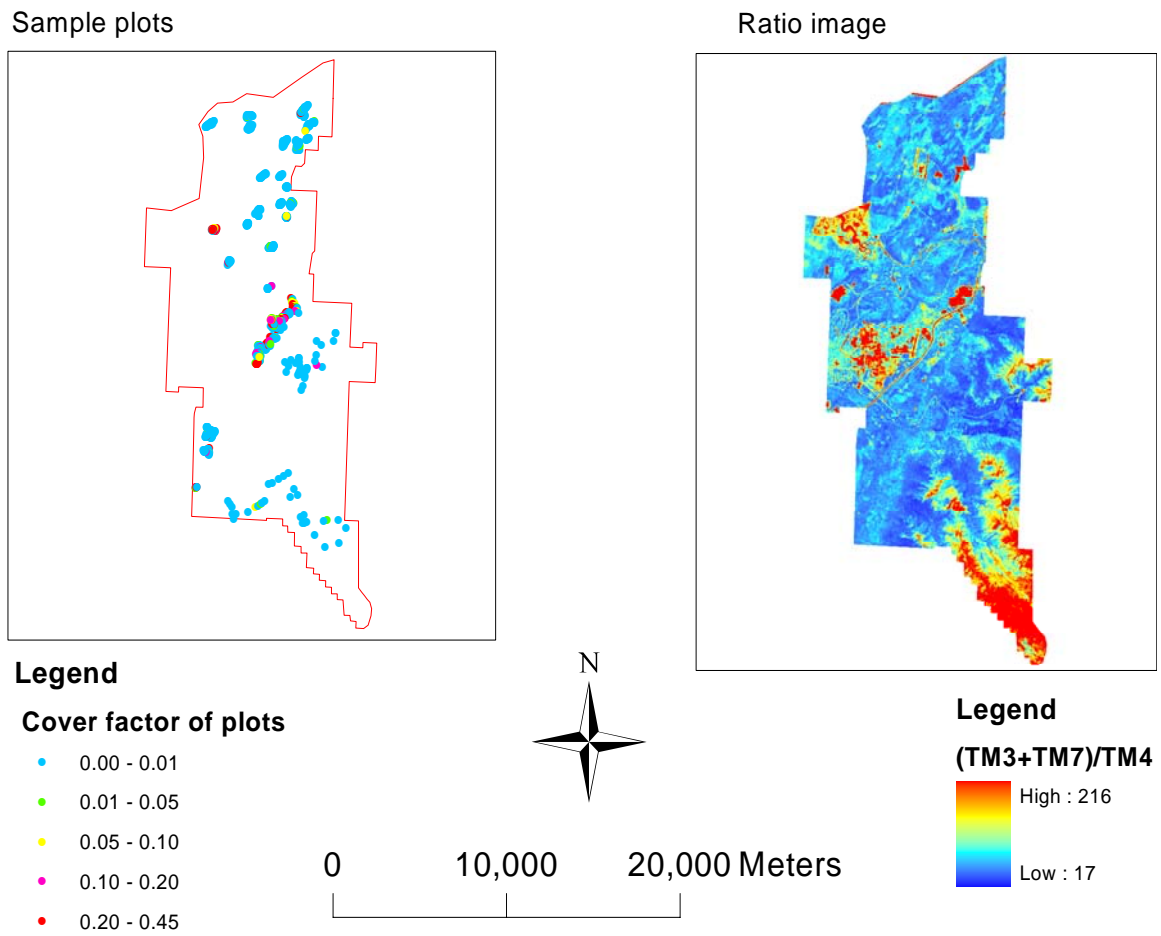 Sample plots
Ratio image
Legend
Cover factor of plots
0.00 - 0.01
0.01 - 0.05
0.05 - 0.10
0.10 - 0.20
0.20 - 0.45
N
0 10,000 20,000 Meters
Legend
(TM3+TM7)/TM4
High : 216
Low : 17